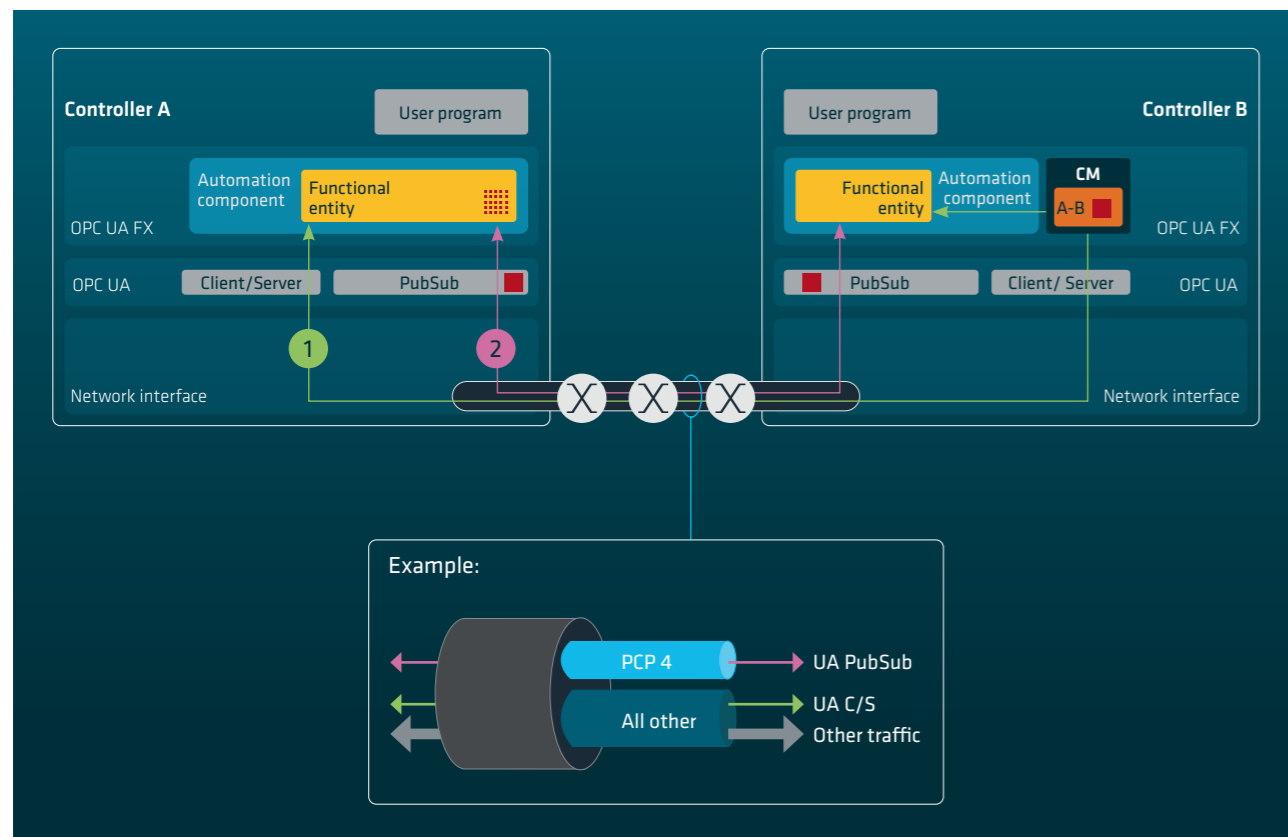 Controller A
User program
Automation
component
Functional
entity
OPC UA FX
OPC UA
Client/Server
PubSub
1
2
Network interface
User program
Controller B
Functional
entity
Automation
component
CM
A-B
OPC UA FX
PubSub
Client/ Server
OPC UA
Network interface
Example:
PCP 4
UA PubSub
All other
UA C/S
Other traffic